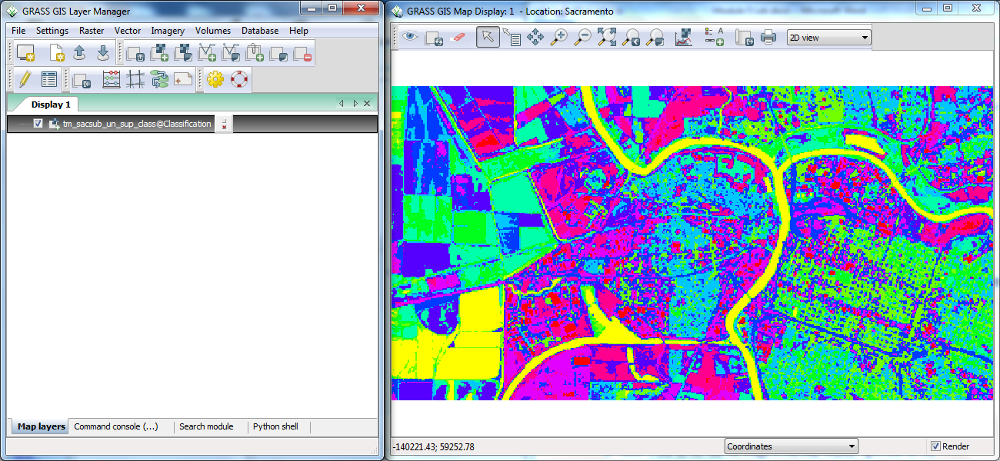 GRASS GIS Layer Manager
File Settings Raster Vector Imagery Volumes Database Help
Display 1
tm_sacsub_un_sup_class@Classification
Map layers Command console (...) Search module Python shell
GRASS GIS Map Display: 1 - Location: Sacramento
2D view
-140221.43; 59252.78
Coordinates
Render